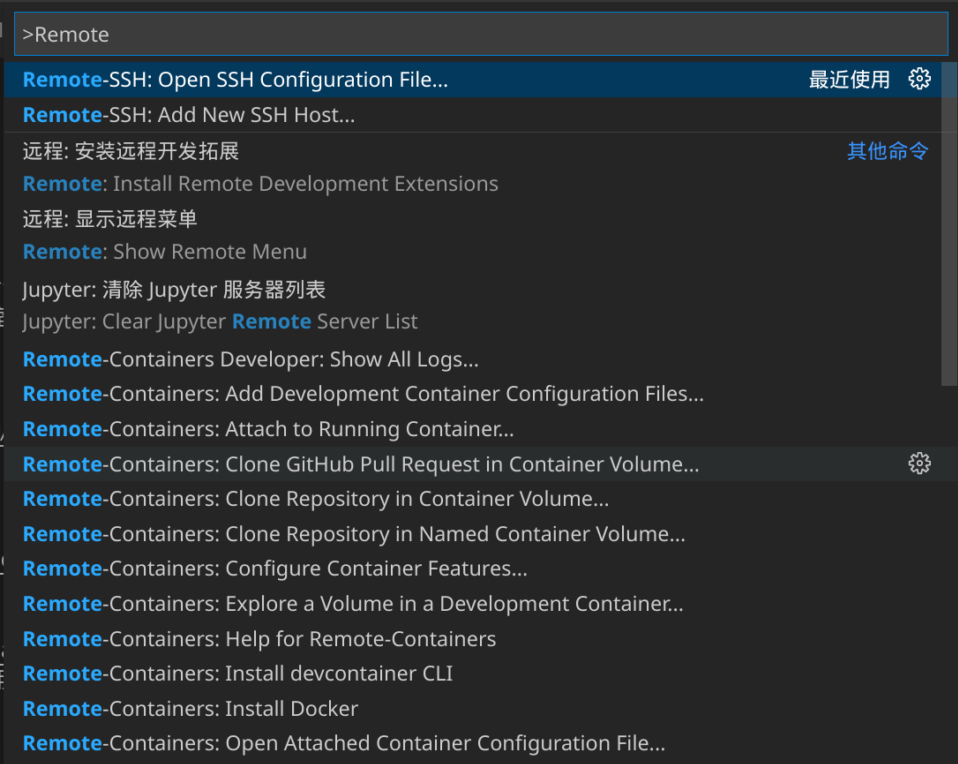 >Remote
Remote-SSH: Open SSH Configuration File... 最近使用
Remote-SSH: Add New SSH Host...
远程: 安装远程开发拓展 其他命令
Remote: Install Remote Development Extensions
远程: 显示远程菜单
Remote: Show Remote Menu
Jupyter: 清除 Jupyter 服务器列表
Jupyter: Clear Jupyter Remote Server List
Remote-Containers Developer: Show All Logs...
Remote-Containers: Add Development Container Configuration Files...
Remote-Containers: Attach to Running Container...
Remote-Containers: Clone GitHub Pull Request in Container Volume...
Remote-Containers: Clone Repository in Container Volume...
Remote-Containers: Clone Repository in Named Container Volume...
Remote-Containers: Configure Container Features...
Remote-Containers: Explore a Volume in a Development Container...
Remote-Containers: Help for Remote-Containers
Remote-Containers: Install devcontainer CLI
Remote-Containers: Install Docker
Remote-Containers: Open Attached Container Configuration File...